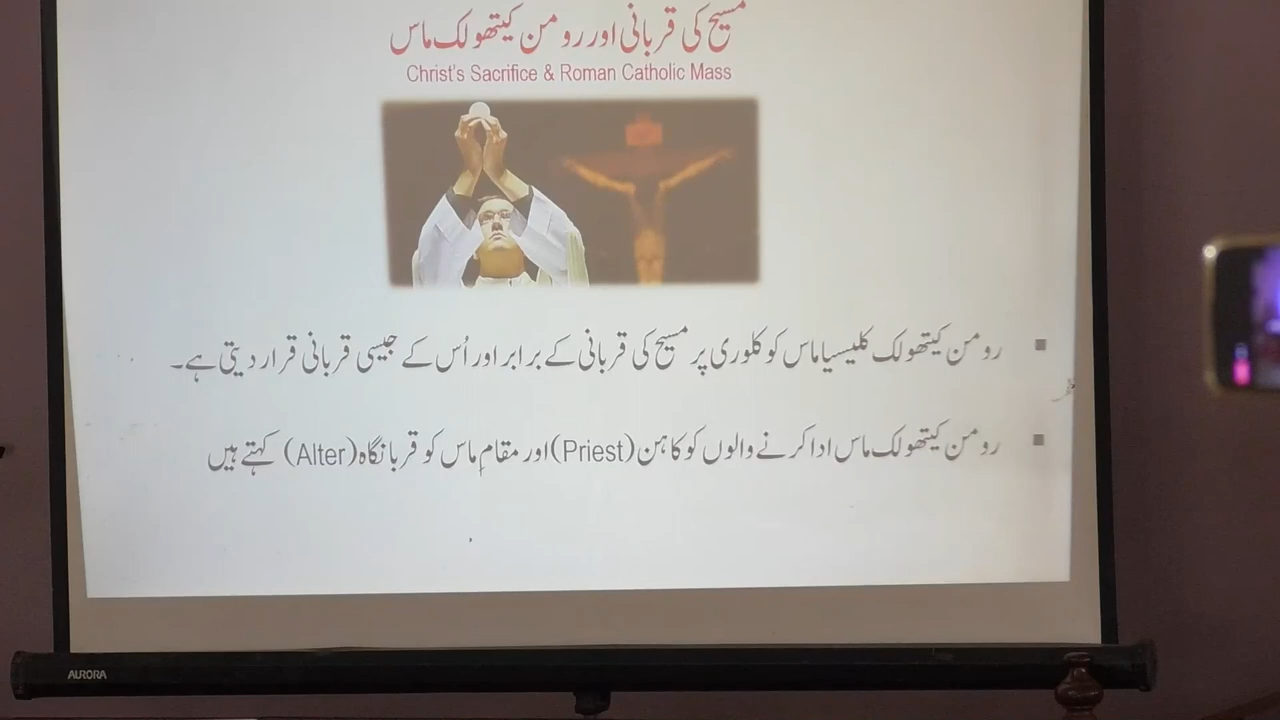 مسیح کی قربانی اور رومن کیتھولک ماس
Christ's Sacrifice & Roman Catholic Mass
▪ رومن کیتھولک کلیسیا ماس کو کلوری پر مسیح کی قربانی کے برابر اور اُس کے جیسی قربانی قرار دیتی ہے۔
▪ رومن کیتھولک ماس ادا کرنے والوں کو کاہن (Priest) اور مقامِ ماس کو قربانگاہ (Alter) کہتے ہیں
AURORA